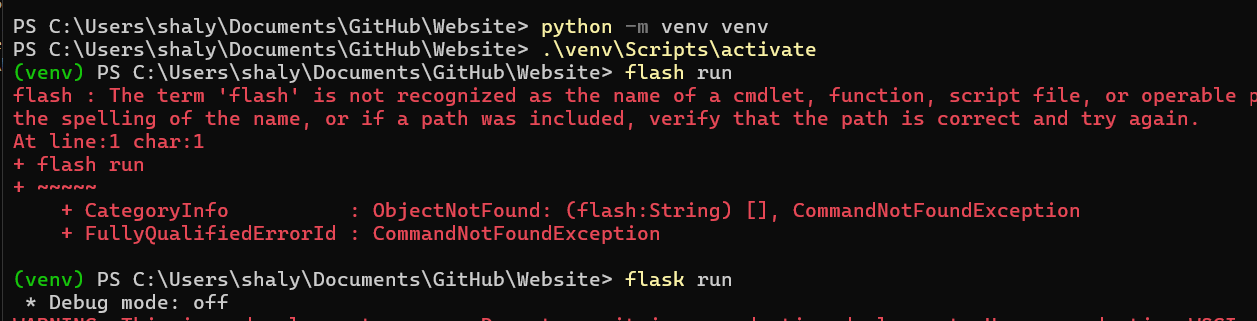 PS C:\Users\shaly\Documents\GitHub\Website> python -m venv venv
PS C:\Users\shaly\Documents\GitHub\Website> .\venv\Scripts\activate
(venv) PS C:\Users\shaly\Documents\GitHub\Website> flash run
flash : The term 'flash' is not recognized as the name of a cmdlet, function, script file, or operable p
the spelling of the name, or if a path was included, verify that the path is correct and try again.
At line:1 char:1
+ flash run
+ ~~~~~
    + CategoryInfo          : ObjectNotFound: (flash:String) [], CommandNotFoundException
    + FullyQualifiedErrorId : CommandNotFoundException
(venv) PS C:\Users\shaly\Documents\GitHub\Website> flask run
 * Debug mode: off